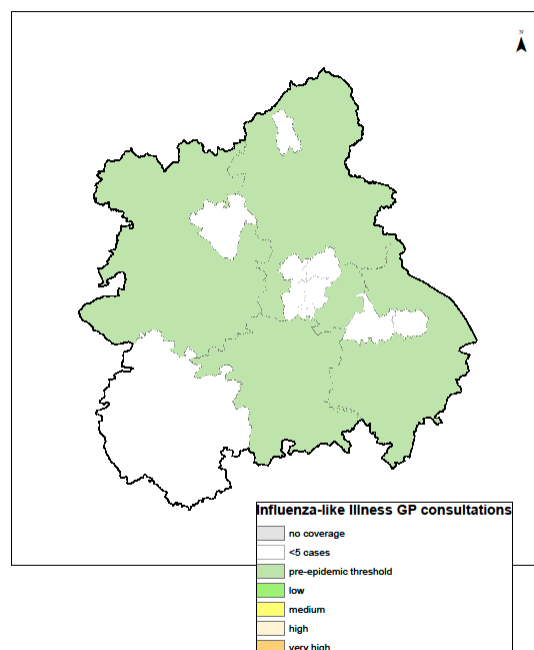 N
Influenza-like Illness GP consultations
no coverage
<5 cases
pre-epidemic threshold
low
medium
high
very high